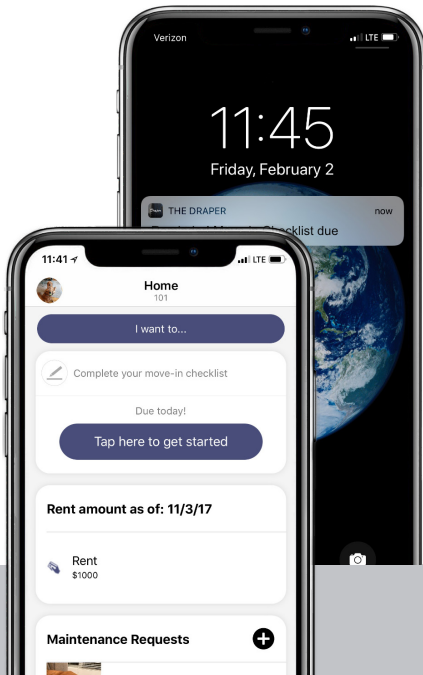 Verizon
LTE
11:45
Friday, February 2
THE DRAPER
now
Checklist due
11:41
LTE
Home
101
I want to...
Complete your move-in checklist
Due today!
Tap here to get started
Rent amount as of: 11/3/17
Rent
$1000
Maintenance Requests